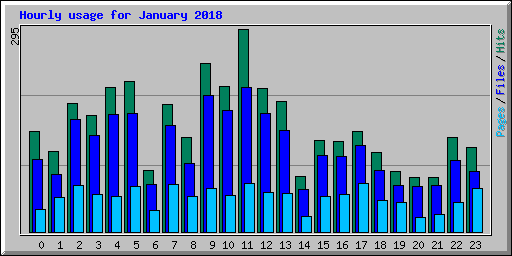 Hourly usage for January 2018
295
Pages / Files / Hits
0 1 2 3 4 5 6 7 8 9 10 11 12 13 14 15 16 17 18 19 20 21 22 23